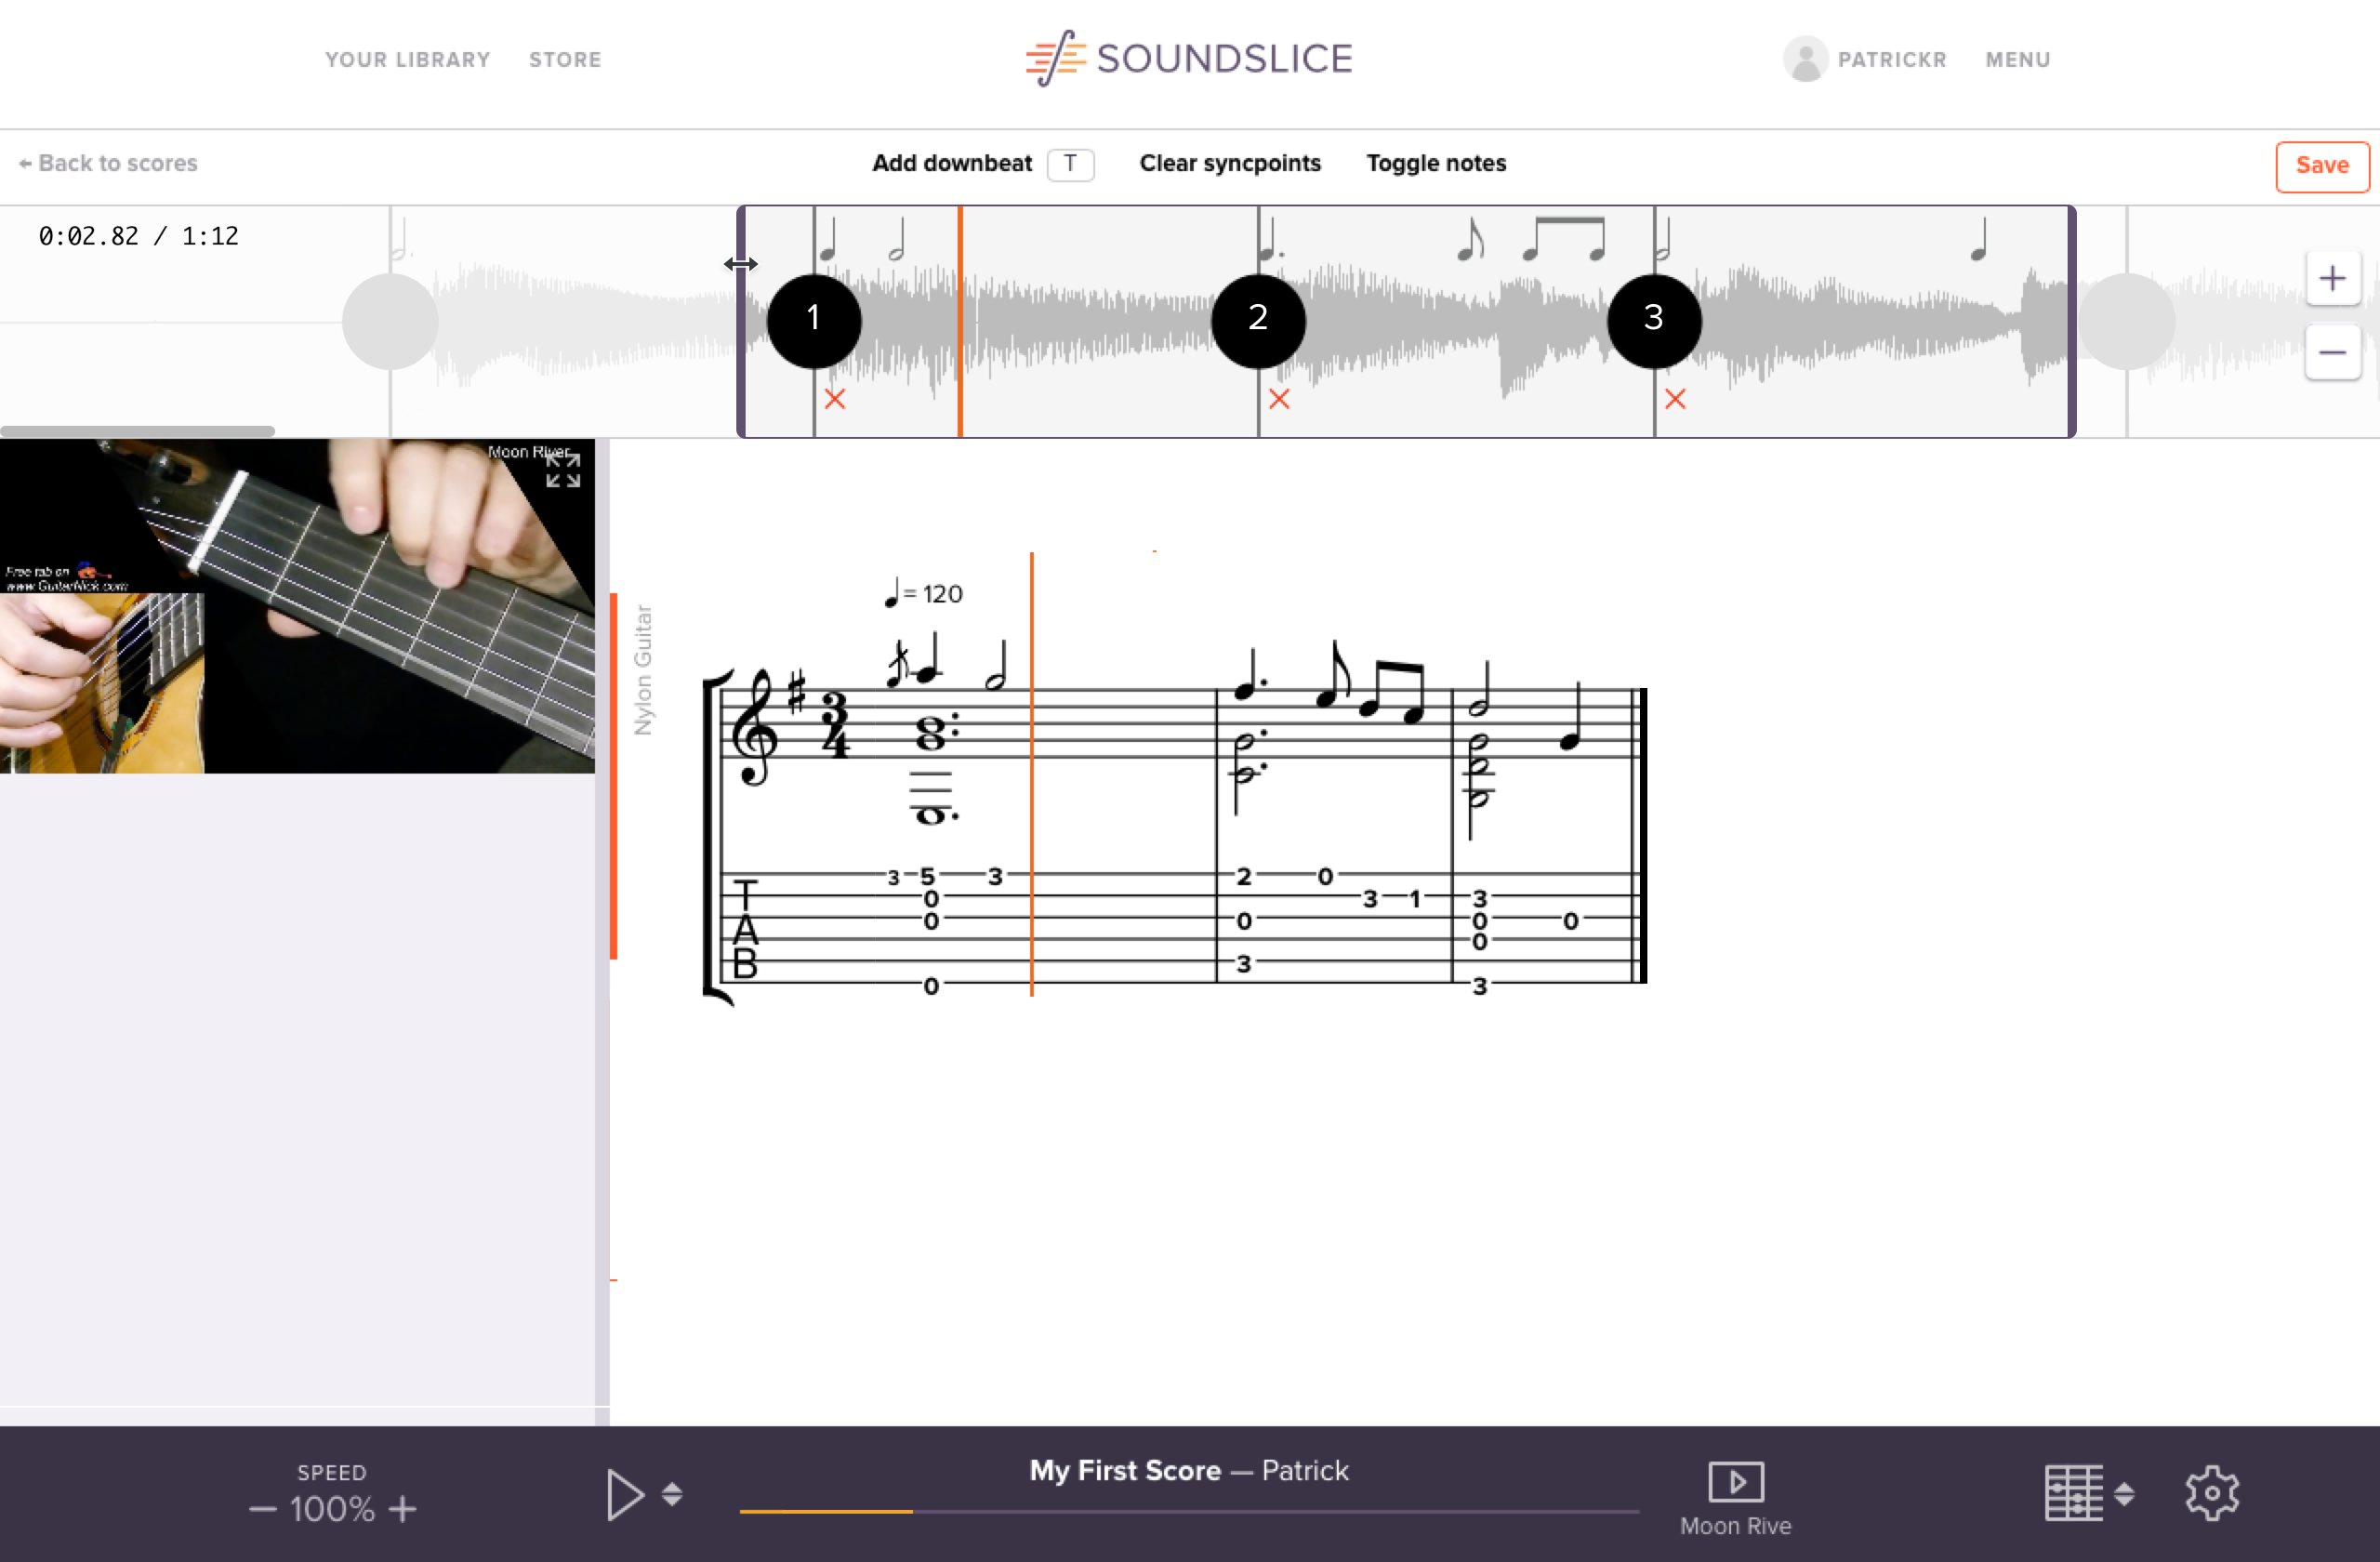 YOUR LIBRARY STORE SOUNDSLICE PATRICKR MENU
← Back to scores Add downbeat T Clear syncpoints Toggle notes Save
0:02.82 / 1:12
1 2 3
+
−
Moon River
Free tab on
www.GuitarNick.com
Nylon Guitar
= 120
3
4
3 5 3 2 0
0 3 1 3
0 0 0 0
0
3
0 3
T
A
B
SPEED
− 100% +
My First Score — Patrick
Moon Rive